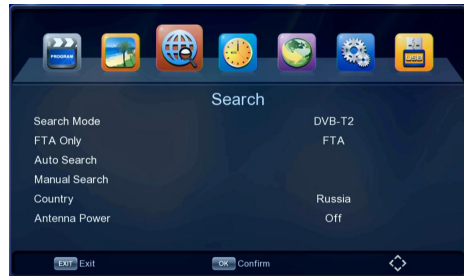 PROGRAM
USB
Search
Search Mode DVB-T2
FTA Only FTA
Auto Search
Manual Search
Country Russia
Antenna Power Off
EXIT Exit OK Confirm